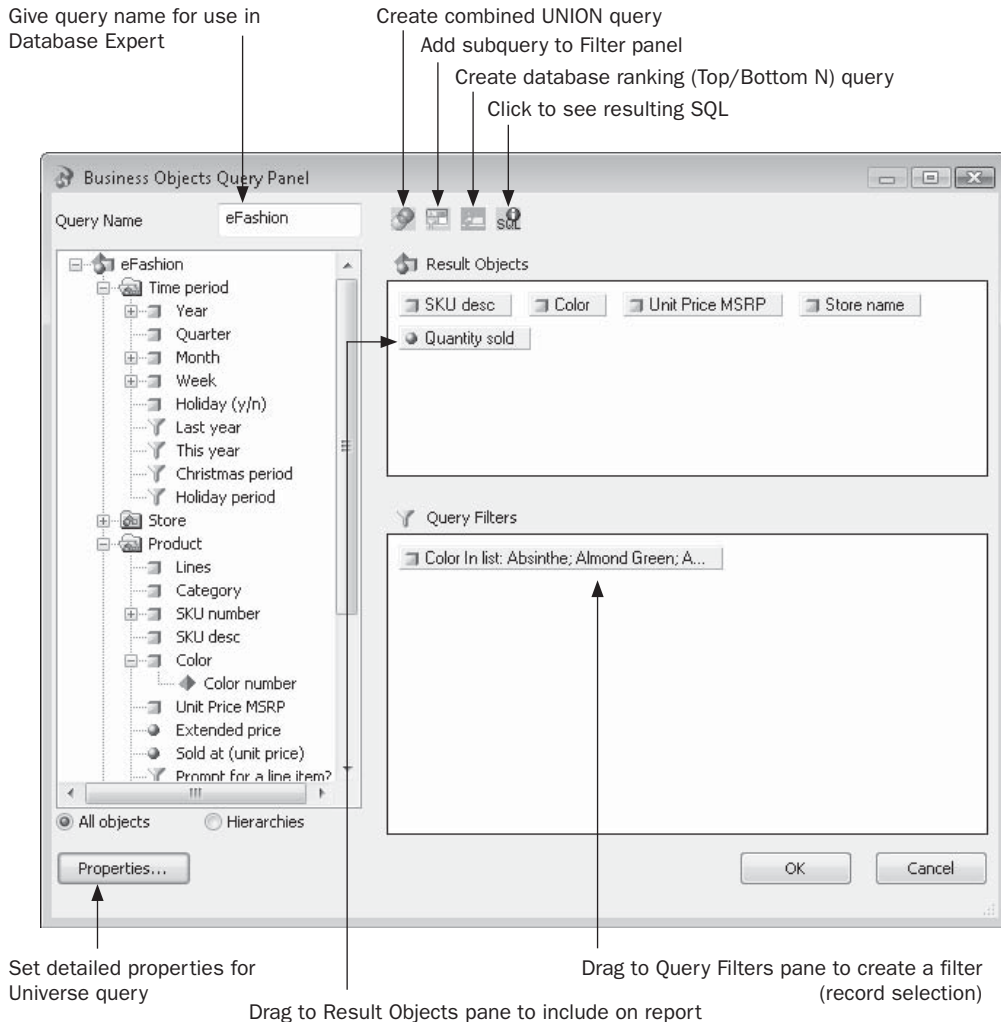 Give query name for use in
Database Expert
Create combined UNION query
Add subquery to Filter panel
Create database ranking (Top/Bottom N) query
Click to see resulting SQL
Business Objects Query Panel
Query Name
eFashion
SQL
eFashion
Time period
Year
Quarter
Month
Week
Holiday (y/n)
Last year
This year
Christmas period
Holiday period
Store
Product
Lines
Category
SKU number
SKU desc
Color
Color number
Unit Price MSRP
Extended price
Sold at (unit price)
Prompt for a line item?
All objects Hierarchies
Properties...
Result Objects
SKU desc Color Unit Price MSRP Store name
Quantity sold
Query Filters
Color In list: Absinthe; Almond Green; A...
OK Cancel
Set detailed properties for
Universe query
Drag to Result Objects pane to include on report
Drag to Query Filters pane to create a filter
(record selection)